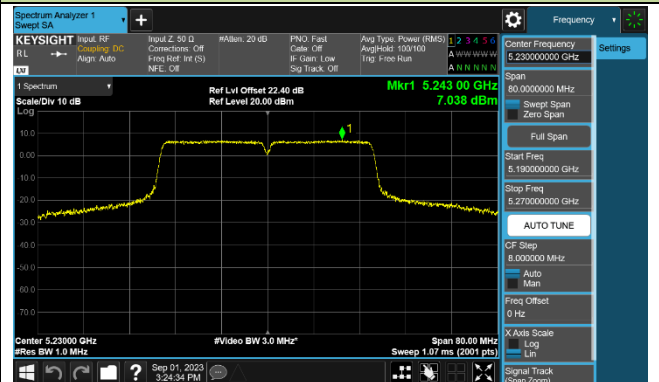 Spectrum Analyzer 1
Swept SA
Frequency
KEYSIGHT
RL
LXI
Input: RF
Coupling: DC
Align: Auto
Input Z: 50 Ω
Corrections: Off
Freq Ref: Int (S)
NFE: Off
#Atten: 20 dB
PNO: Fast
Gate: Off
IF Gain: Low
Sig Track: Off
Avg Type: Power (RMS)
Avg|Hold: 100/100
Trig: Free Run
1 2 3 4 5 6
A W W W W W
A N N N N N
Center Frequency
5.230000000 GHz
Settings
Span
80.0000000 MHz
Swept Span
Zero Span
Full Span
Start Freq
5.190000000 GHz
Stop Freq
5.270000000 GHz
AUTO TUNE
CF Step
8.000000 MHz
Auto
Man
Freq Offset
0 Hz
X Axis Scale
Log
Lin
Signal Track
(Span Zoom)
1 Spectrum
Scale/Div 10 dB
Log
Ref Lvl Offset 22.40 dB
Ref Level 20.00 dBm
Mkr1 5.243 00 GHz
7.038 dBm
1
10.0
0.00
-10.0
-20.0
-30.0
-40.0
-50.0
-60.0
-70.0
Center 5.23000 GHz
#Res BW 1.0 MHz
#Video BW 3.0 MHz*
Span 80.00 MHz
Sweep 1.07 ms (2001 pts)
?
Sep 01, 2023
3:24:34 PM